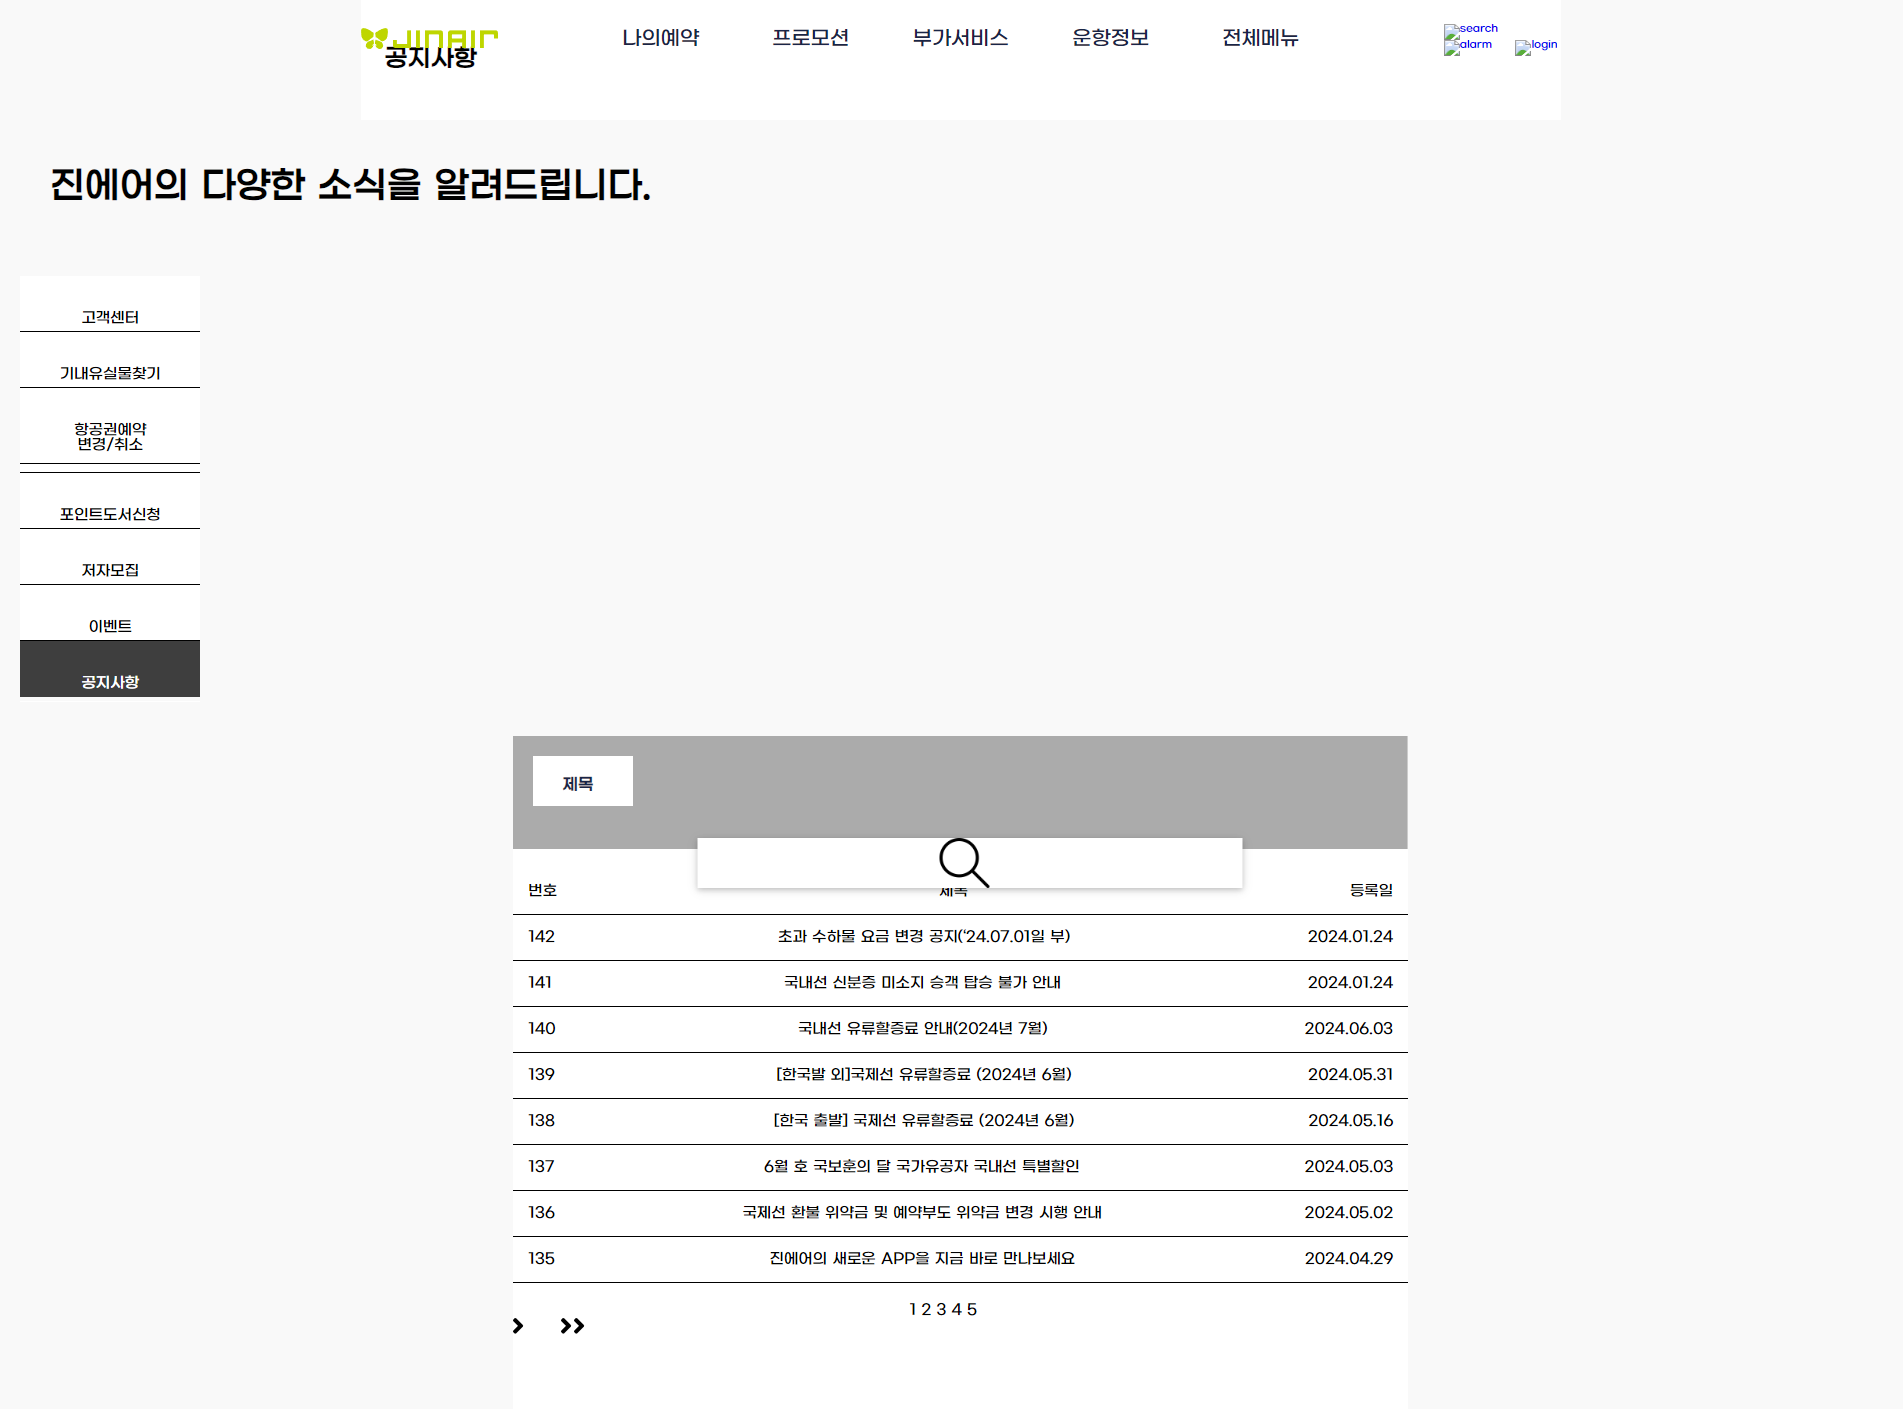 JINAIR
나의예약 프로모션 부가서비스 운항정보 전체메뉴
search
alarm login
공지사항
진에어의 다양한 소식을 알려드립니다.
고객센터
기내유실물찾기
항공권예약
변경/취소
포인트도서신청
저자모집
이벤트
공지사항
제목
번호 제목 등록일
142 초과 수하물 요금 변경 공지(‘24.07.01일 부) 2024.01.24
141 국내선 신분증 미소지 승객 탑승 불가 안내 2024.01.24
140 국내선 유류할증료 안내(2024년 7월) 2024.06.03
139 [한국발 외]국제선 유류할증료 (2024년 6월) 2024.05.31
138 [한국 출발] 국제선 유류할증료 (2024년 6월) 2024.05.16
137 6월 호 국보훈의 달 국가유공자 국내선 특별할인 2024.05.03
136 국제선 환불 위약금 및 예약부도 위약금 변경 시행 안내 2024.05.02
135 진에어의 새로운 APP을 지금 바로 만나보세요 2024.04.29
1 2 3 4 5